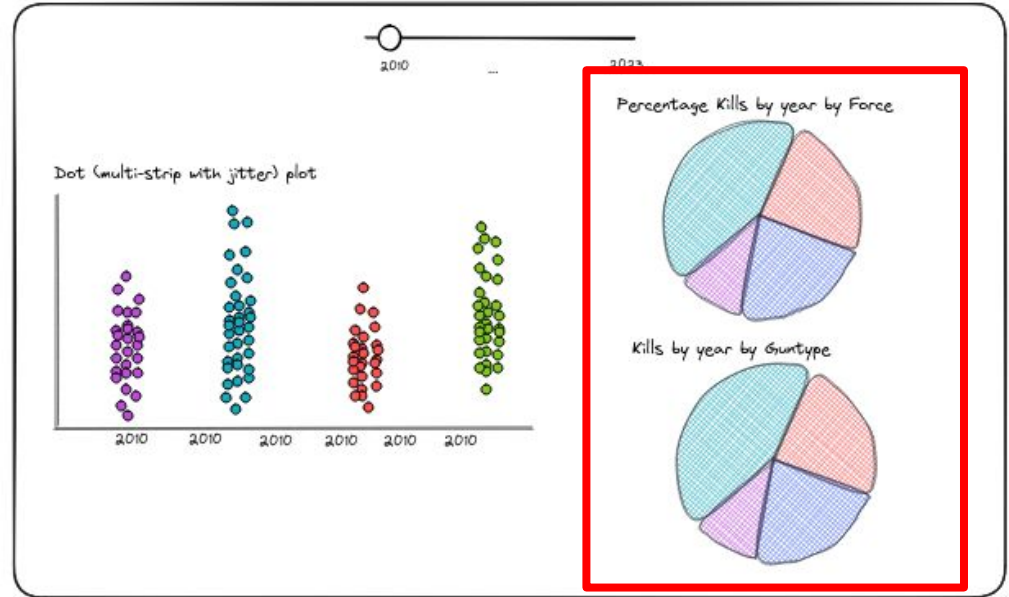 2010
...
2023
Percentage Kills by year by Force
Dot (multi-strip with jitter) plot
2010 2010 2010 2010 2010 2010
Kills by year by Guntype